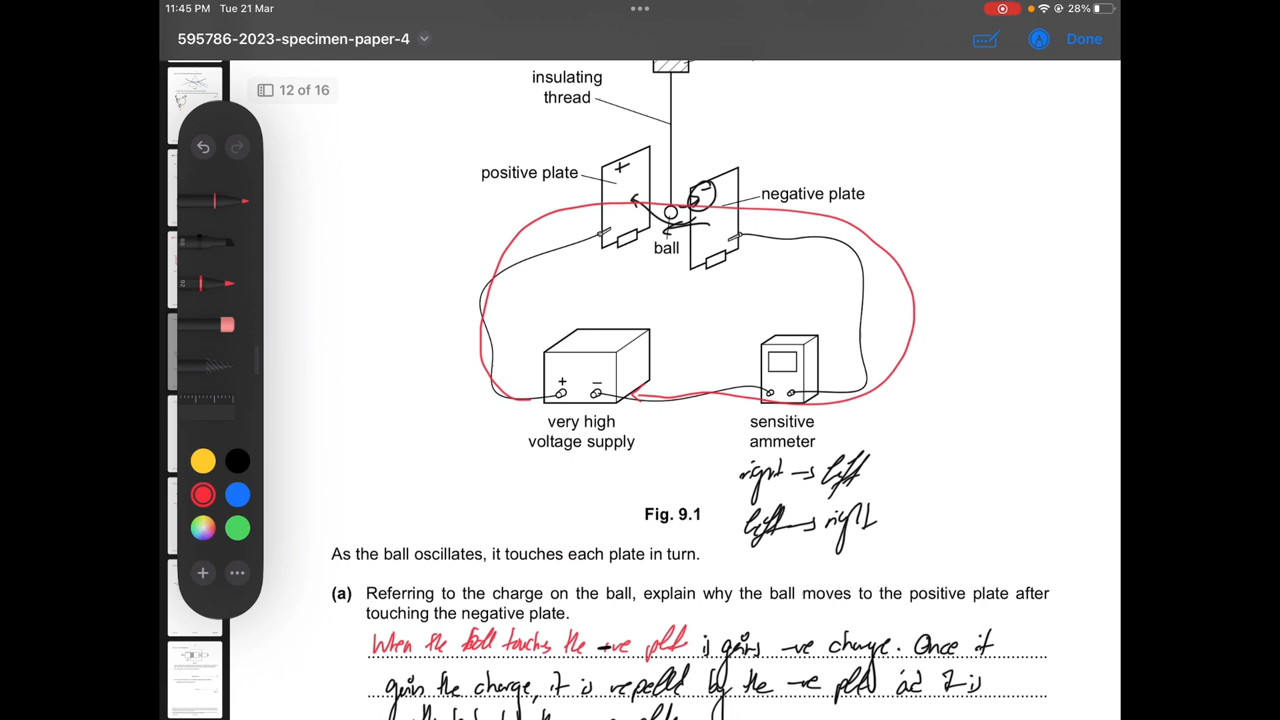 11:45 PM Tue 21 Mar
28%
595786-2023-specimen-paper-4
Done
12 of 16
insulating
thread
positive plate
+
-
negative plate
ball
+ −
very high
voltage supply
sensitive
ammeter
right → left
left → right
Fig. 9.1
As the ball oscillates, it touches each plate in turn.
(a) Referring to the charge on the ball, explain why the ball moves to the positive plate after
touching the negative plate.
When the ball touches the -ve plate is gains -ve charge. Once it
gains the charge, it is repelled by the -ve plate ad it is